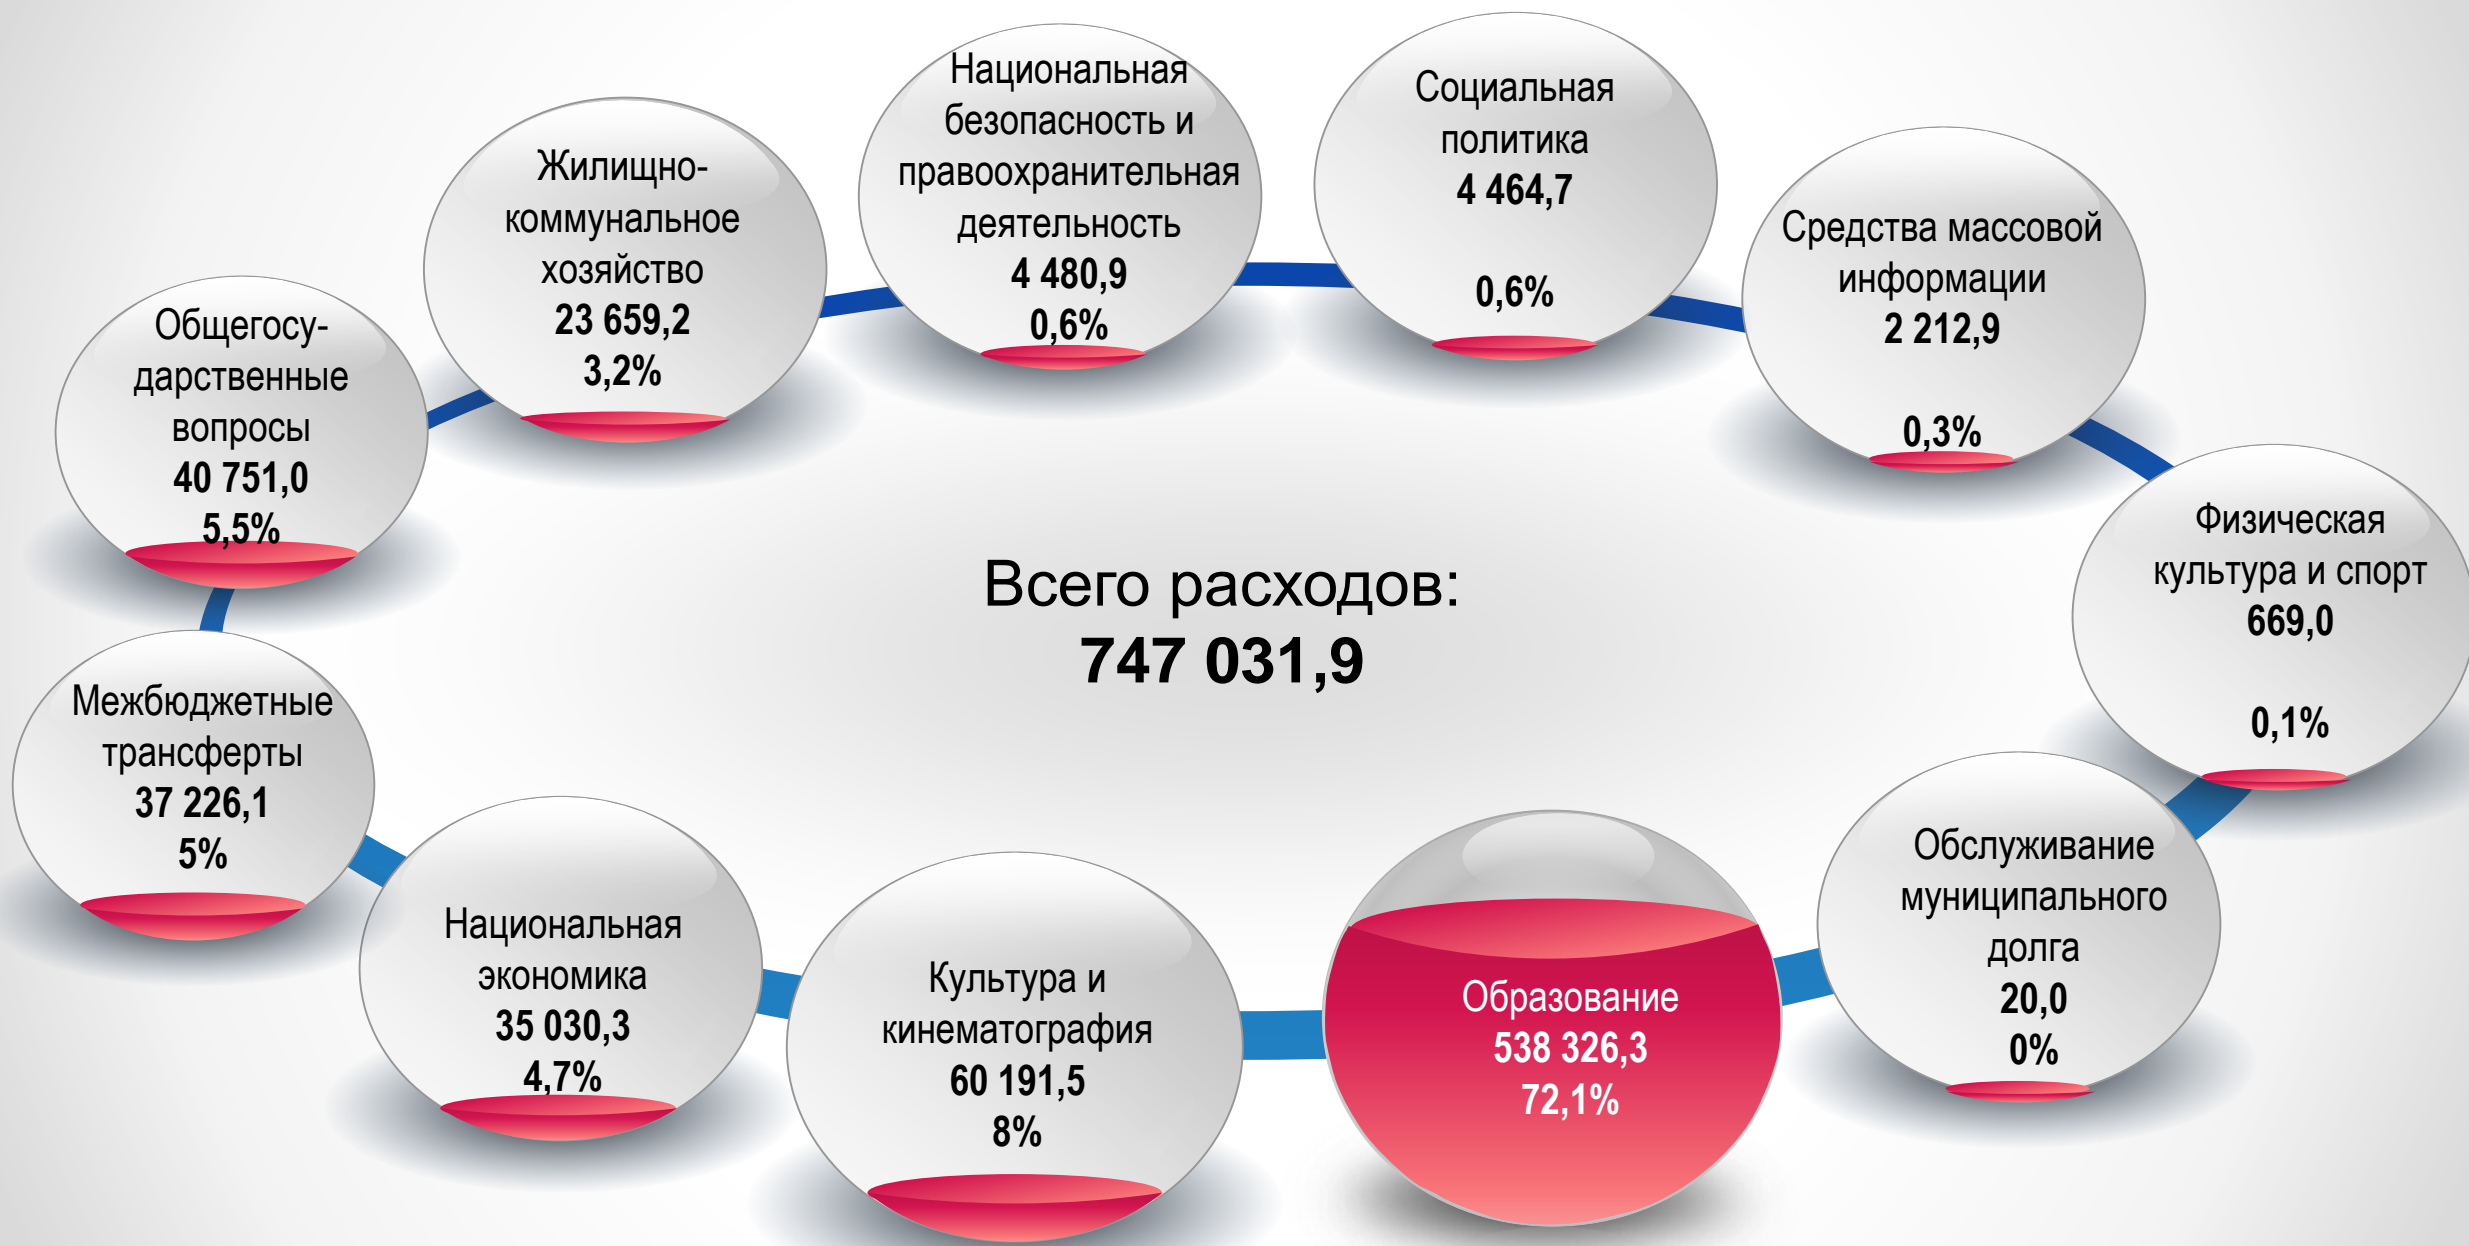 Национальная
безопасность и
правоохранительная
деятельность
4 480,9
0,6%
Социальная
политика
4 464,7
0,6%
Жилищно-
коммунальное
хозяйство
23 659,2
3,2%
Средства массовой
информации
2 212,9
0,3%
Общегосу-
дарственные
вопросы
40 751,0
5,5%
Физическая
культура и спорт
669,0
0,1%
Всего расходов:
747 031,9
Межбюджетные
трансферты
37 226,1
5%
Обслуживание
муниципального
долга
20,0
0%
Национальная
экономика
35 030,3
4,7%
Культура и
кинематография
60 191,5
8%
Образование
538 326,3
72,1%